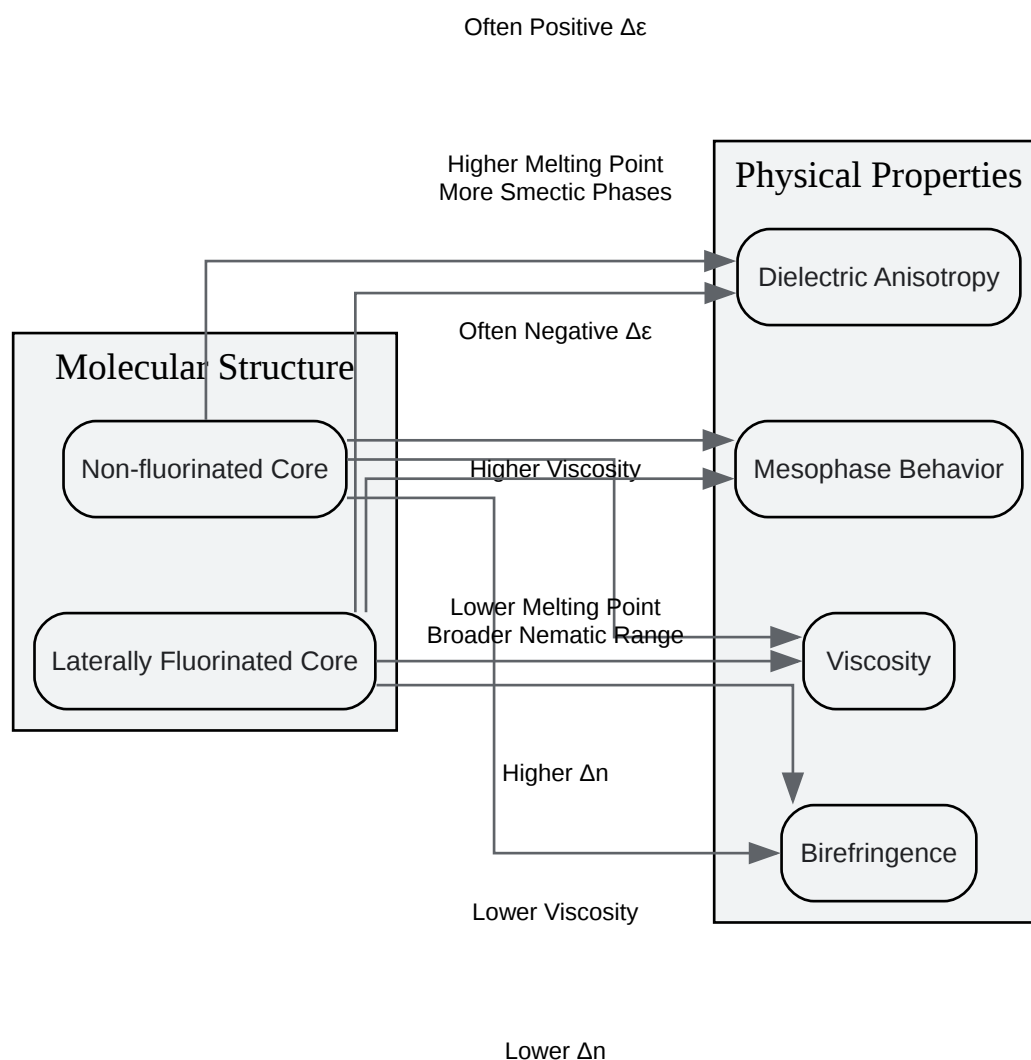 Often Positive Δε
Higher Melting Point
More Smectic Phases
Physical Properties
Dielectric Anisotropy
Often Negative Δε
Molecular Structure
Non-fluorinated Core
Higher Viscosity
Mesophase Behavior
Lower Melting Point
Broader Nematic Range
Laterally Fluorinated Core
Viscosity
Higher Δn
Birefringence
Lower Viscosity
Lower Δn